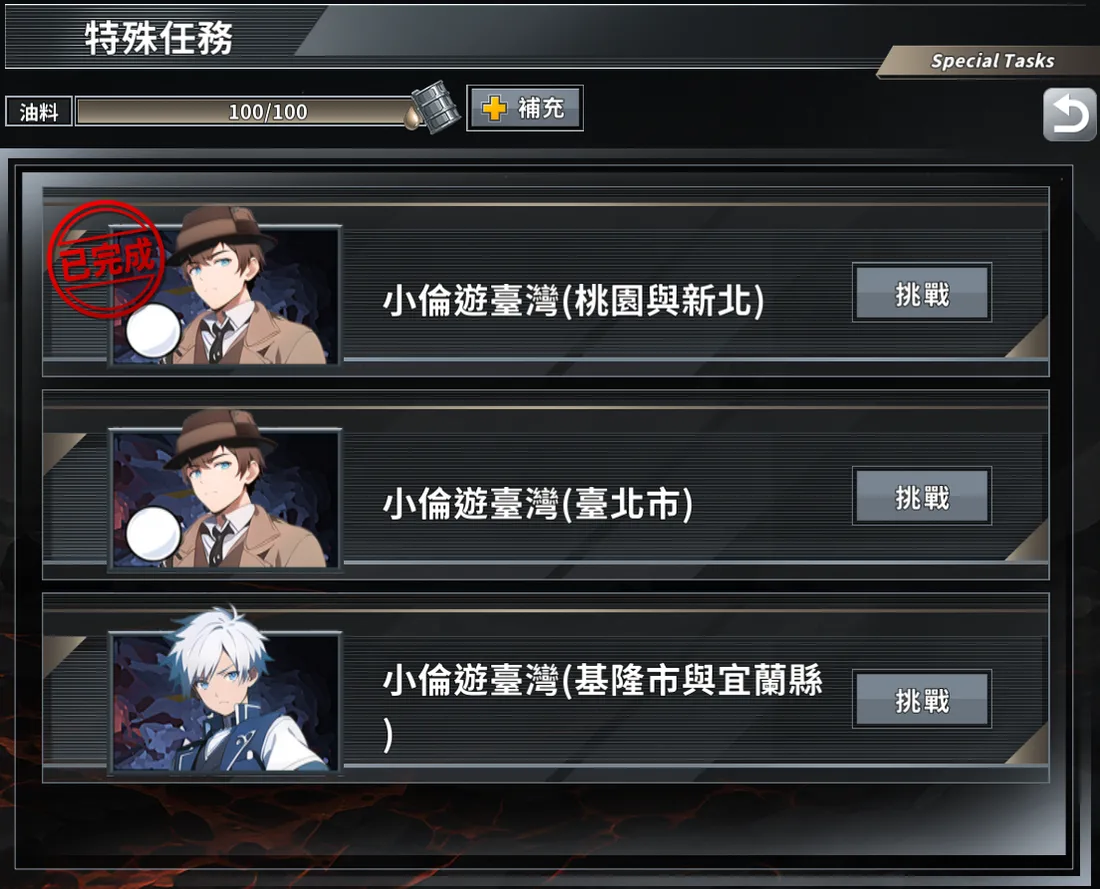 特殊任務
Special Tasks
油料
100/100
補充
已完成
小倫遊臺灣(桃園與新北)
挑戰
小倫遊臺灣(臺北市)
挑戰
小倫遊臺灣(基隆市與宜蘭縣
)
挑戰